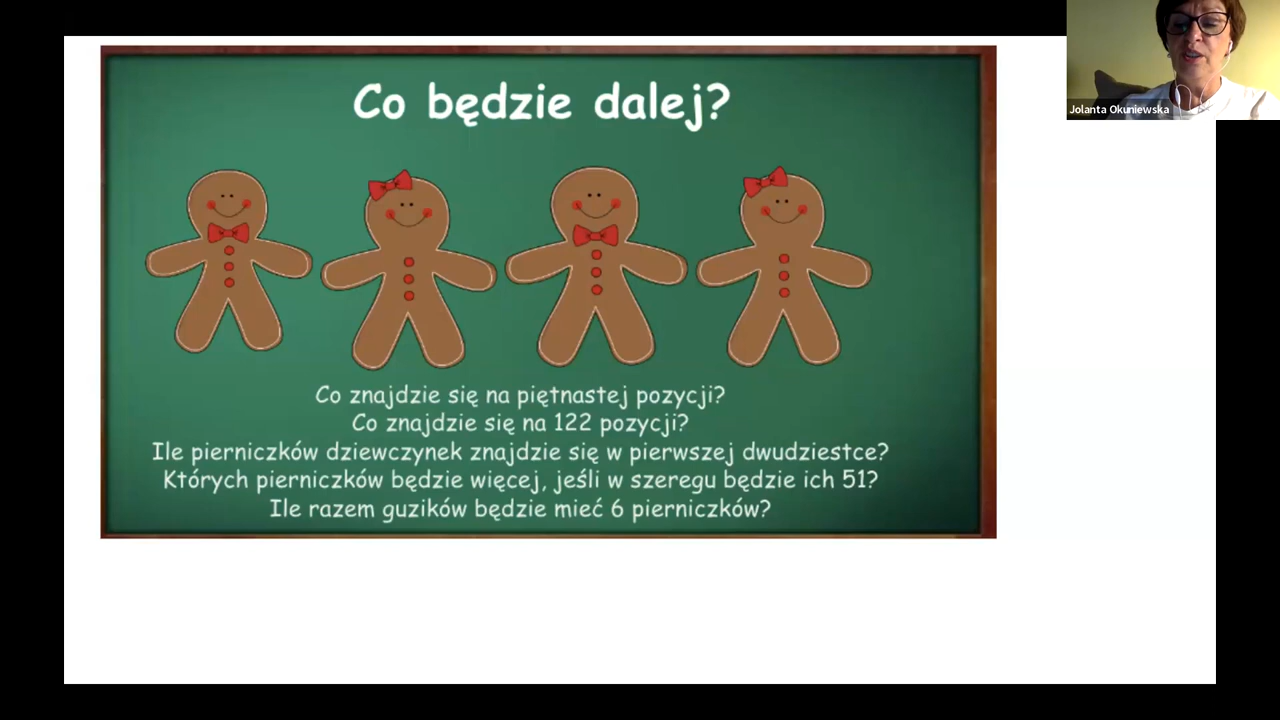 Co będzie dalej?
Jolanta Okuniewska
Co znajdzie się na piętnastej pozycji?
Co znajdzie się na 122 pozycji?
Ile pierniczków dziewczynek znajdzie się w pierwszej dwudziestce?
Których pierniczków będzie więcej, jeśli w szeregu będzie ich 51?
Ile razem guzików będzie mieć 6 pierniczków?